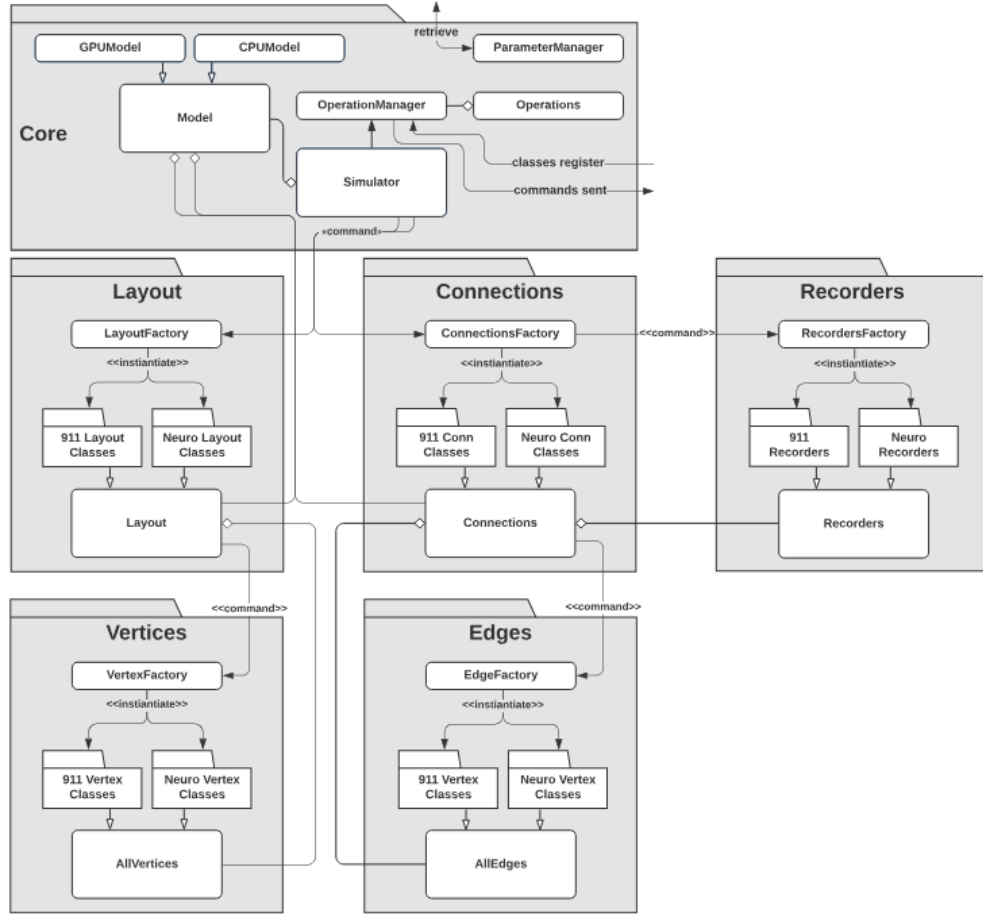 retrieve
GPUModel
CPUModel
ParameterManager
Model
OperationManager
Operations
Core
classes register
Simulator
commands sent
«command»
Layout
Connections
Recorders
LayoutFactory
ConnectionsFactory
<<command>>
RecordersFactory
<<instiantiate>>
<<instiantiate>>
<<instiantiate>>
911 Layout
Classes
Neuro Layout
Classes
911 Conn
Classes
Neuro Conn
Classes
911
Recorders
Neuro
Recorders
Layout
Connections
Recorders
<<command>>
<<command>>
Vertices
Edges
VertexFactory
EdgeFactory
<<instiantiate>>
<<instiantiate>>
911 Vertex
Classes
Neuro Vertex
Classes
911 Vertex
Classes
Neuro Vertex
Classes
AllVertices
AllEdges